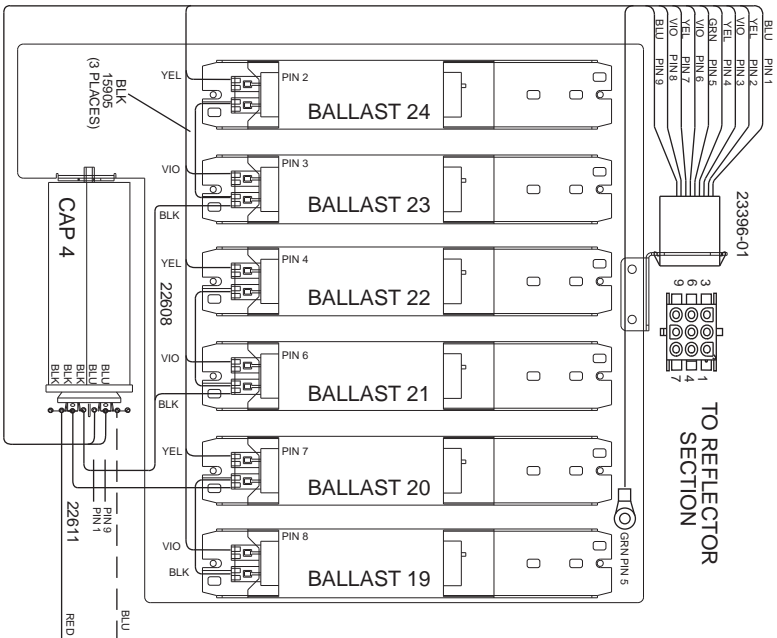 BLU PIN 1
YEL PIN 2
VIO PIN 3
YEL PIN 4
GRN PIN 5
VIO PIN 6
YEL PIN 7
VIO PIN 8
BLU PIN 9
23396-01
3 6 9
1 4 7
TO REFLECTOR
SECTION
GRN PIN 5
YEL
PIN 2
BALLAST 24
BLK
15905
(3 PLACES)
VIO
PIN 3
BALLAST 23
BLK
YEL
PIN 4
BALLAST 22
22608
VIO
PIN 6
BALLAST 21
BLK
YEL
PIN 7
BALLAST 20
VIO
PIN 8
BALLAST 19
BLK
CAP 4
BLU
BLU
BLK
BLK
BLK
PIN 9
PIN 1
22611
BLU
RED